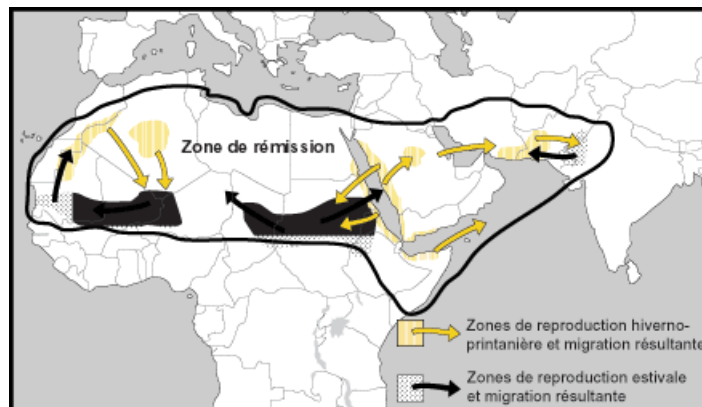 Zone de rémission
Zones de reproduction hiverno-
printanière et migration résultante
Zones de reproduction estivale
et migration résultante